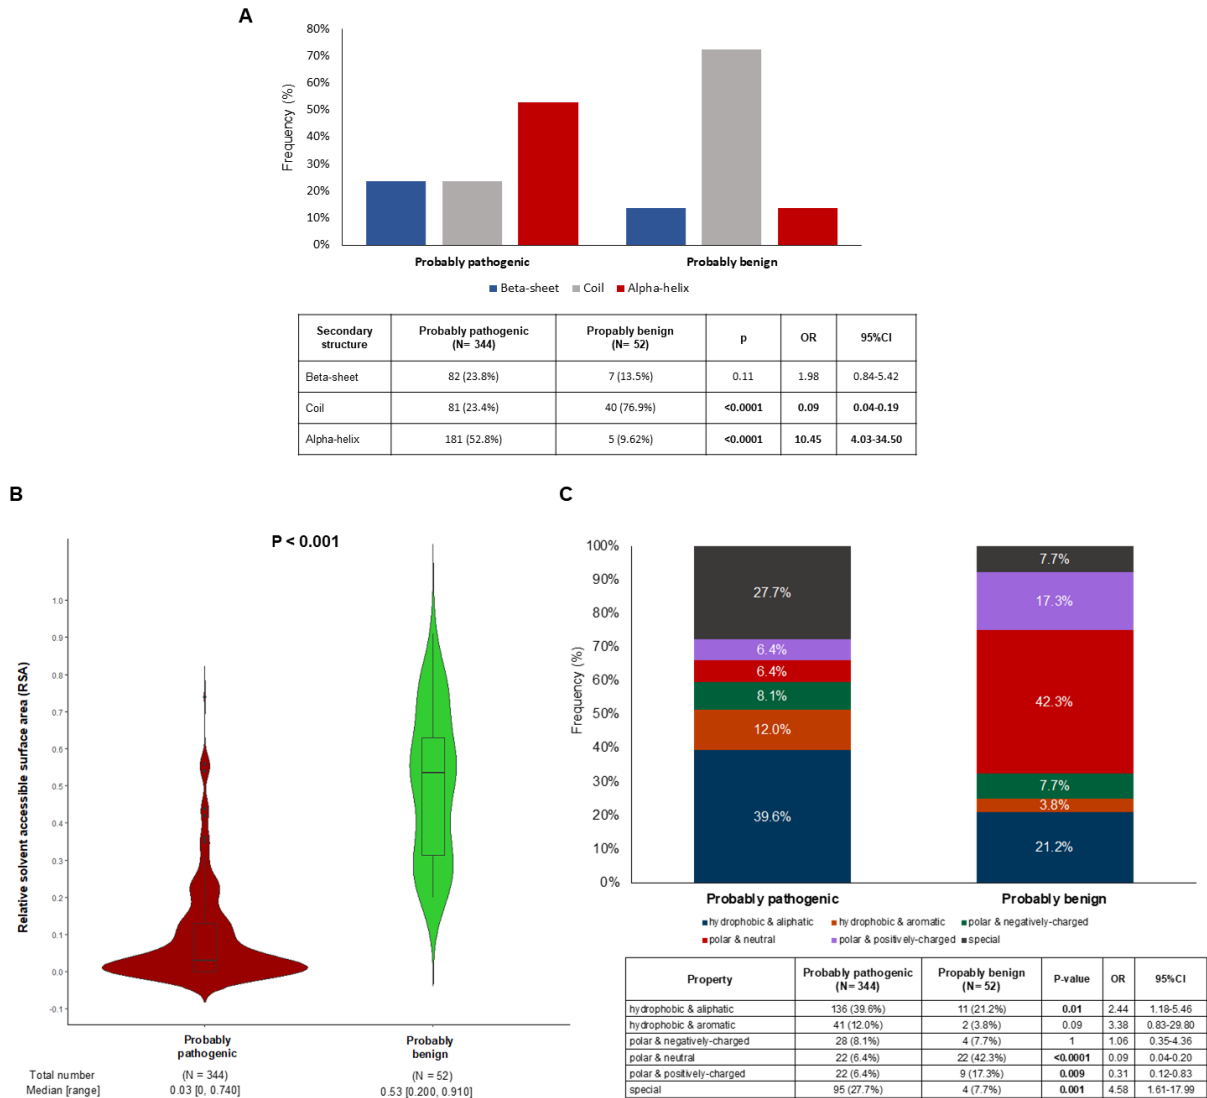 A
80%
70%
60%
50%
40%
30%
20%
10%
0%
Frequency (%)
Probably pathogenic Probably benign
Beta-sheet Coil Alpha-helix
Secondary structure Probably pathogenic (N= 344) Propably benign (N= 52) p OR 95%CI
Beta-sheet 82 (23.8%) 7 (13.5%) 0.11 1.98 0.84-5.42
Coil 81 (23.4%) 40 (76.9%) <0.0001 0.09 0.04-0.19
Alpha-helix 181 (52.8%) 5 (9.62%) <0.0001 10.45 4.03-34.50
B
P < 0.001
Relative solvent accessible surface area (RSA)
1.0
0.9
0.8
0.7
0.6
0.5
0.4
0.3
0.2
0.1
0.0
-0.1
Probably pathogenic Probably benign
Total number (N = 344) (N = 52)
Median [range] 0.03 [0, 0.740] 0.53 [0.200, 0.910]
C
100%
90%
80%
70%
60%
50%
40%
30%
20%
10%
0%
Frequency (%)
27.7%
6.4%
6.4%
8.1%
12.0%
39.6%
7.7%
17.3%
42.3%
7.7%
3.8%
21.2%
Probably pathogenic Probably benign
hydrophobic & aliphatic hydrophobic & aromatic polar & negatively-charged
polar & neutral polar & positively-charged special
Property Probably pathogenic (N= 344) Propably benign (N= 52) P-value OR 95%CI
hydrophobic & aliphatic 136 (39.6%) 11 (21.2%) 0.01 2.44 1.18-5.46
hydrophobic & aromatic 41 (12.0%) 2 (3.8%) 0.09 3.38 0.83-29.80
polar & negatively-charged 28 (8.1%) 4 (7.7%) 1 1.06 0.35-4.36
polar & neutral 22 (6.4%) 22 (42.3%) <0.0001 0.09 0.04-0.20
polar & positively-charged 22 (6.4%) 9 (17.3%) 0.009 0.31 0.12-0.83
special 95 (27.7%) 4 (7.7%) 0.001 4.58 1.61-17.99